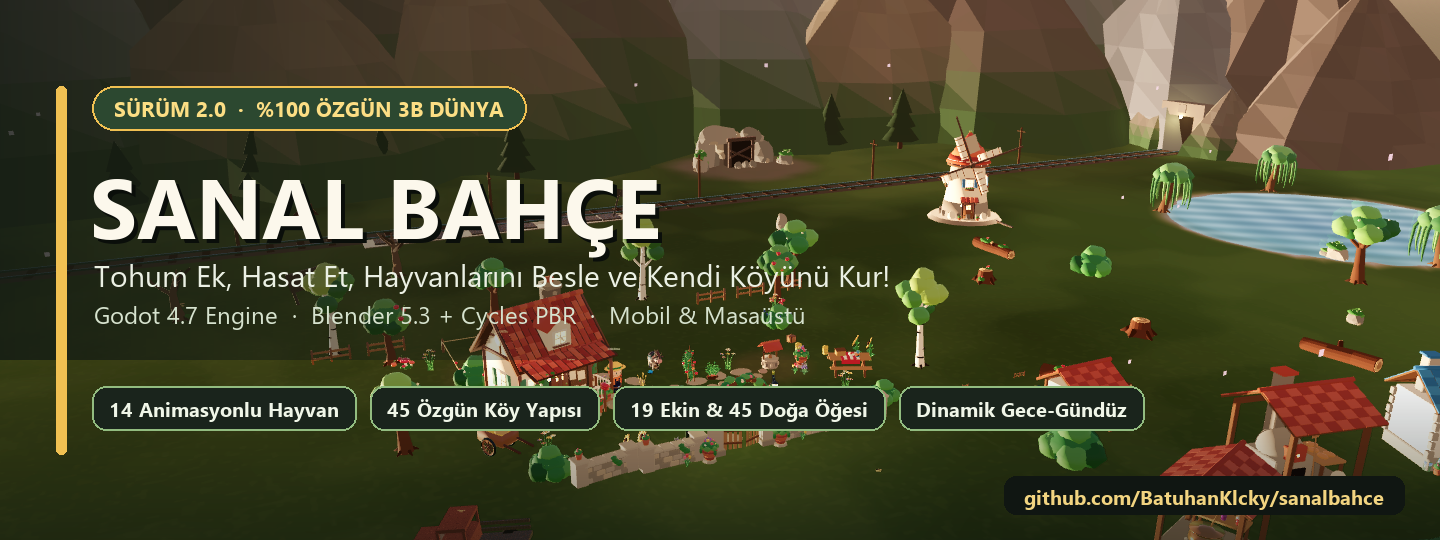 SÜRÜM 2.0 · %100 ÖZGÜN 3B DÜNYA
SANAL BAHÇE
Tohum Ek, Hasat Et, Hayvanlarını Besle ve Kendi Köyünü Kur!
Godot 4.7 Engine · Blender 5.3 + Cycles PBR · Mobil & Masaüstü
14 Animasyonlu Hayvan
45 Özgün Köy Yapısı
19 Ekin & 45 Doğa Öğesi
Dinamik Gece-Gündüz
github.com/BatuhanKlcky/sanalbahce